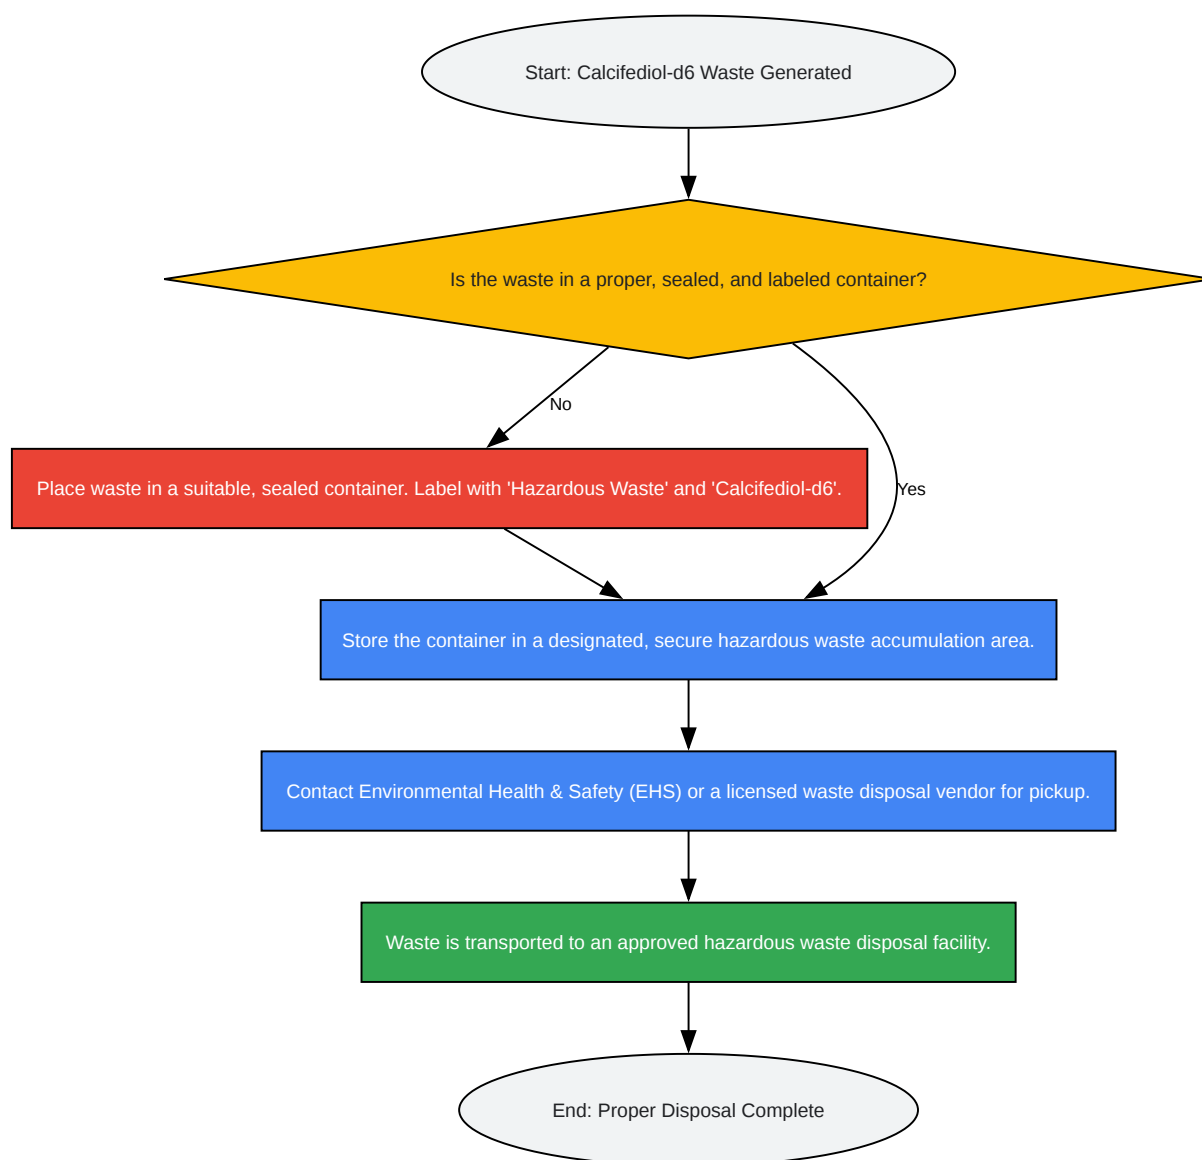 Start: Calcifediol-d6 Waste Generated
Is the waste in a proper, sealed, and labeled container?
No
Place waste in a suitable, sealed container. Label with 'Hazardous Waste' and 'Calcifediol-d6'.
Yes
Store the container in a designated, secure hazardous waste accumulation area.
Contact Environmental Health & Safety (EHS) or a licensed waste disposal vendor for pickup.
Waste is transported to an approved hazardous waste disposal facility.
End: Proper Disposal Complete